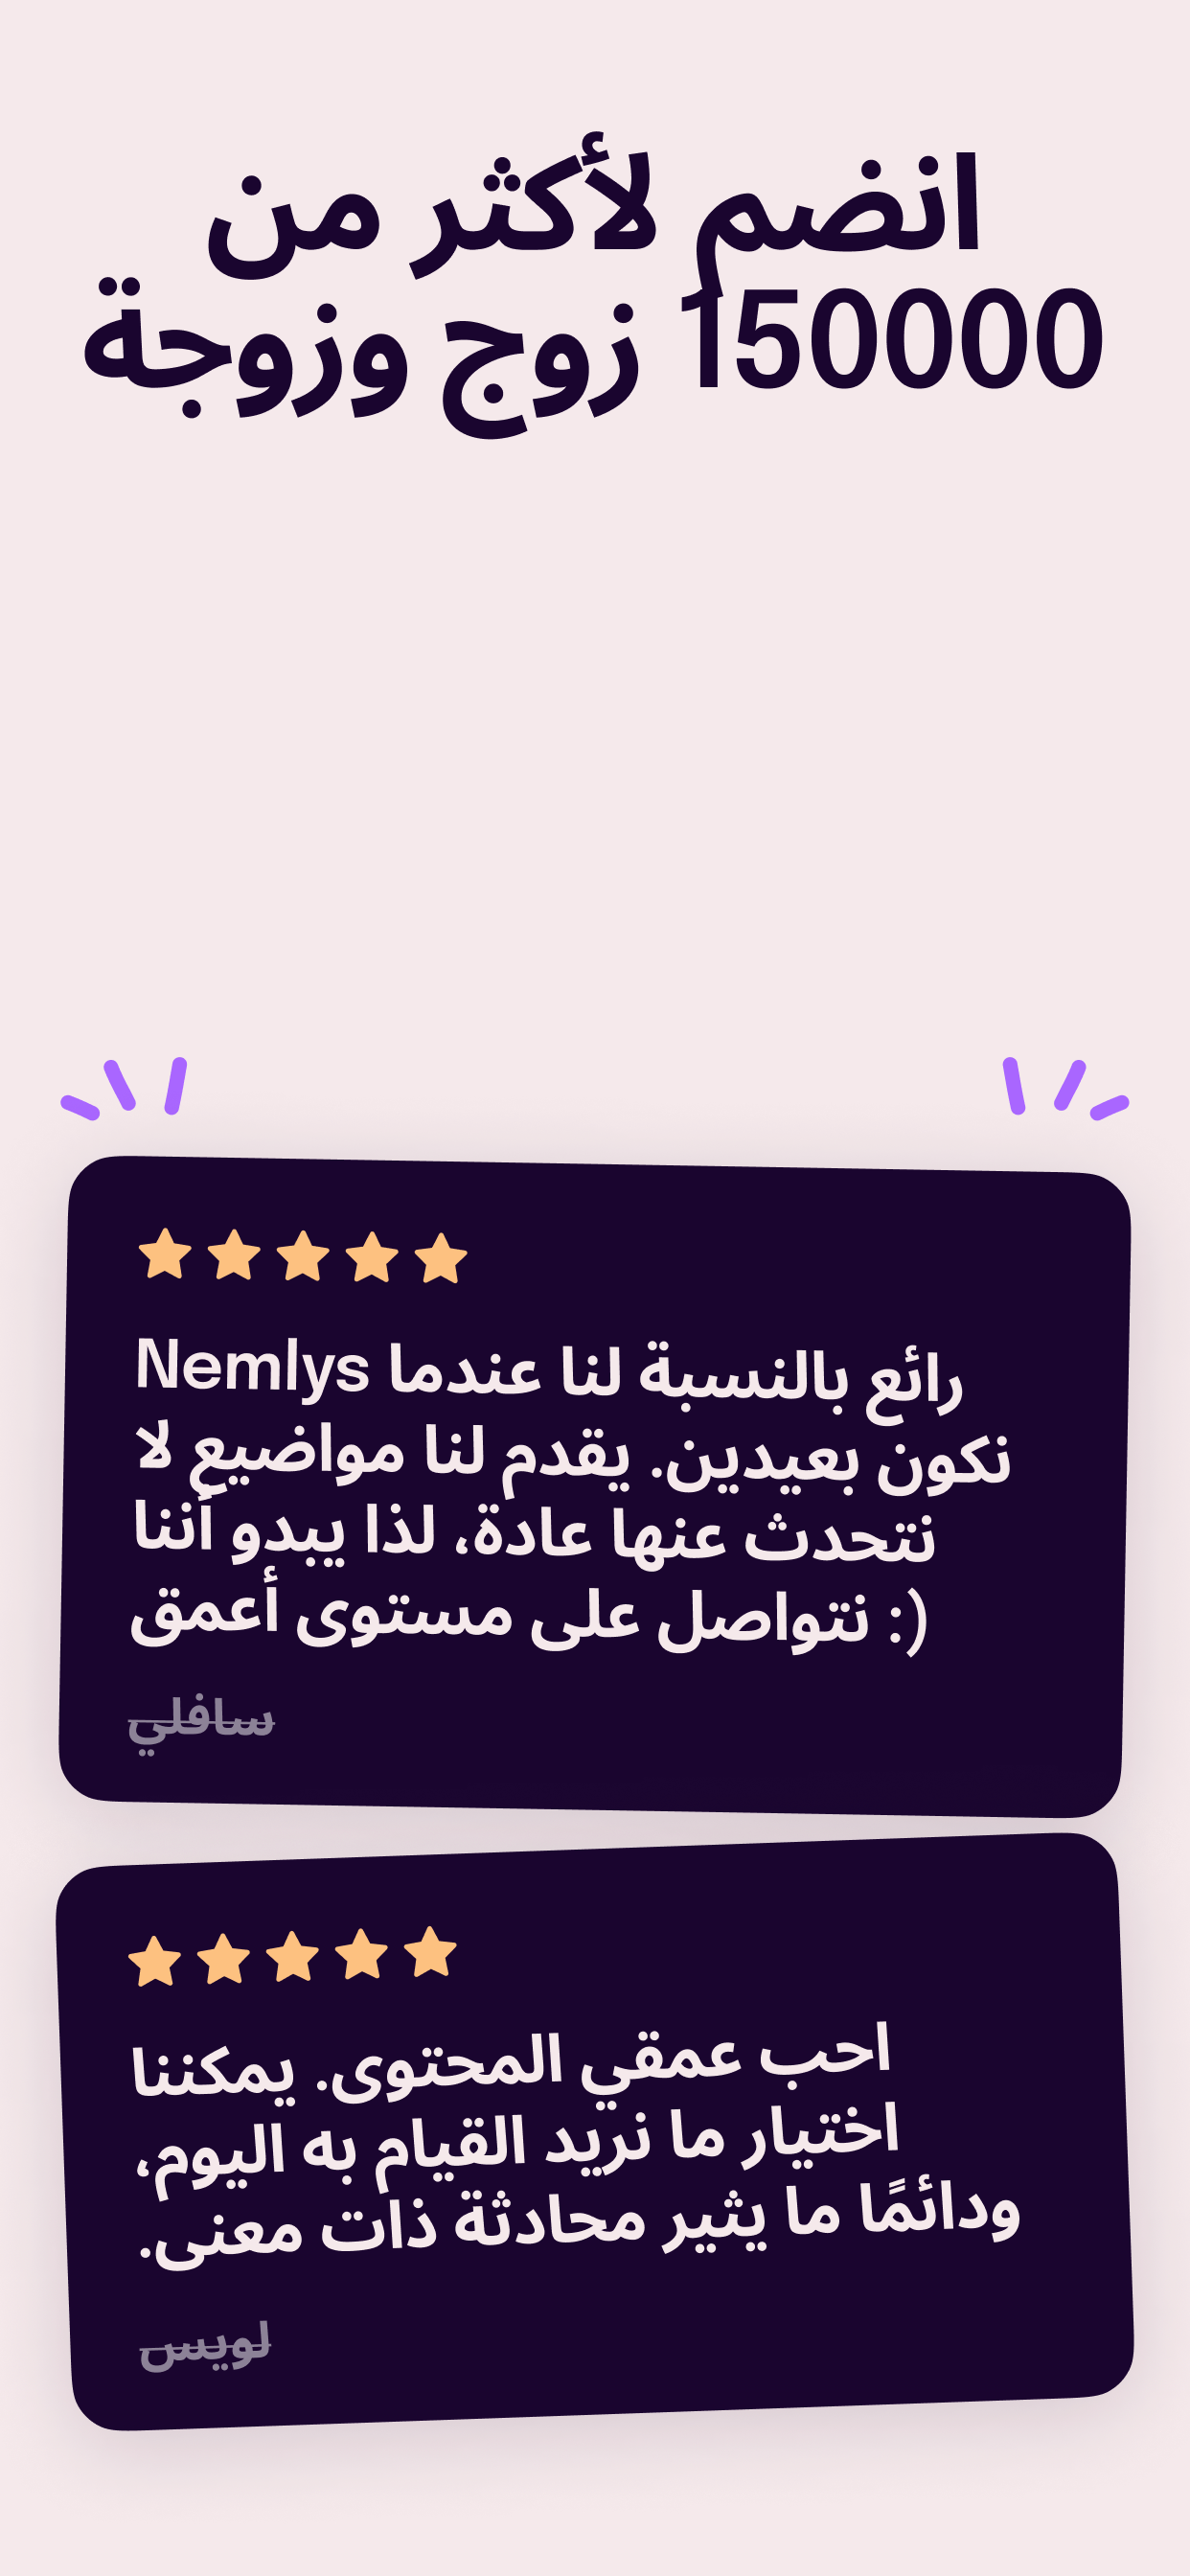 انضم لأكثر من
150000 زوج وزوجة
Nemlys رائع بالنسبة لنا عندما
نكون بعيدين. يقدم لنا مواضيع لا
نتحدث عنها عادة، لذا يبدو أننا
نتواصل على مستوى أعمق :)
سافلي
احب عمقي المحتوى. يمكننا
اختيار ما نريد القيام به اليوم،
ودائمًا ما يثير محادثة ذات معنى.
لويس